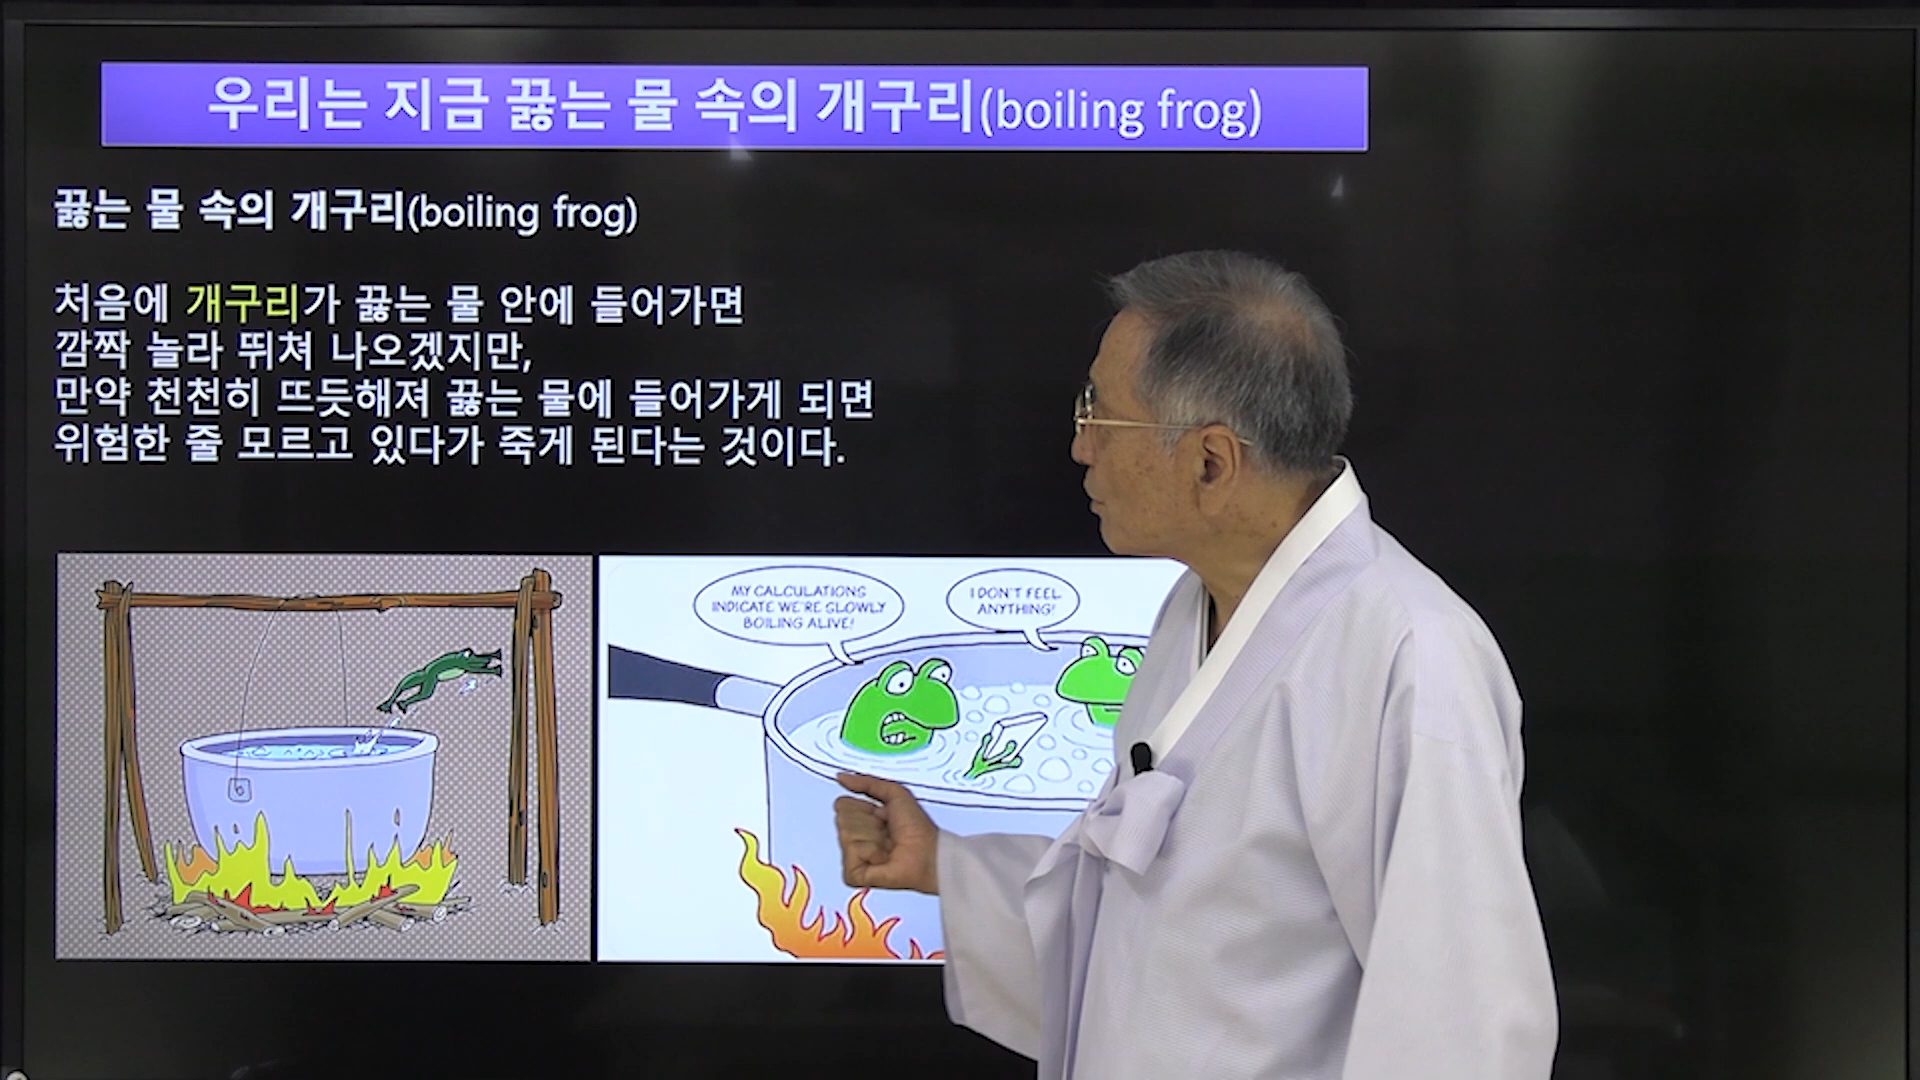 우리는 지금 끓는 물 속의 개구리(boiling frog)
끓는 물 속의 개구리(boiling frog)
처음에 개구리가 끓는 물 안에 들어가면
깜짝 놀라 뛰쳐 나오겠지만,
만약 천천히 뜨듯해져 끓는 물에 들어가게 되면
위험한 줄 모르고 있다가 죽게 된다는 것이다.
MY CALCULATIONS
INDICATE WE'RE SLOWLY
BOILING ALIVE!
I DON'T FEEL
ANYTHING!